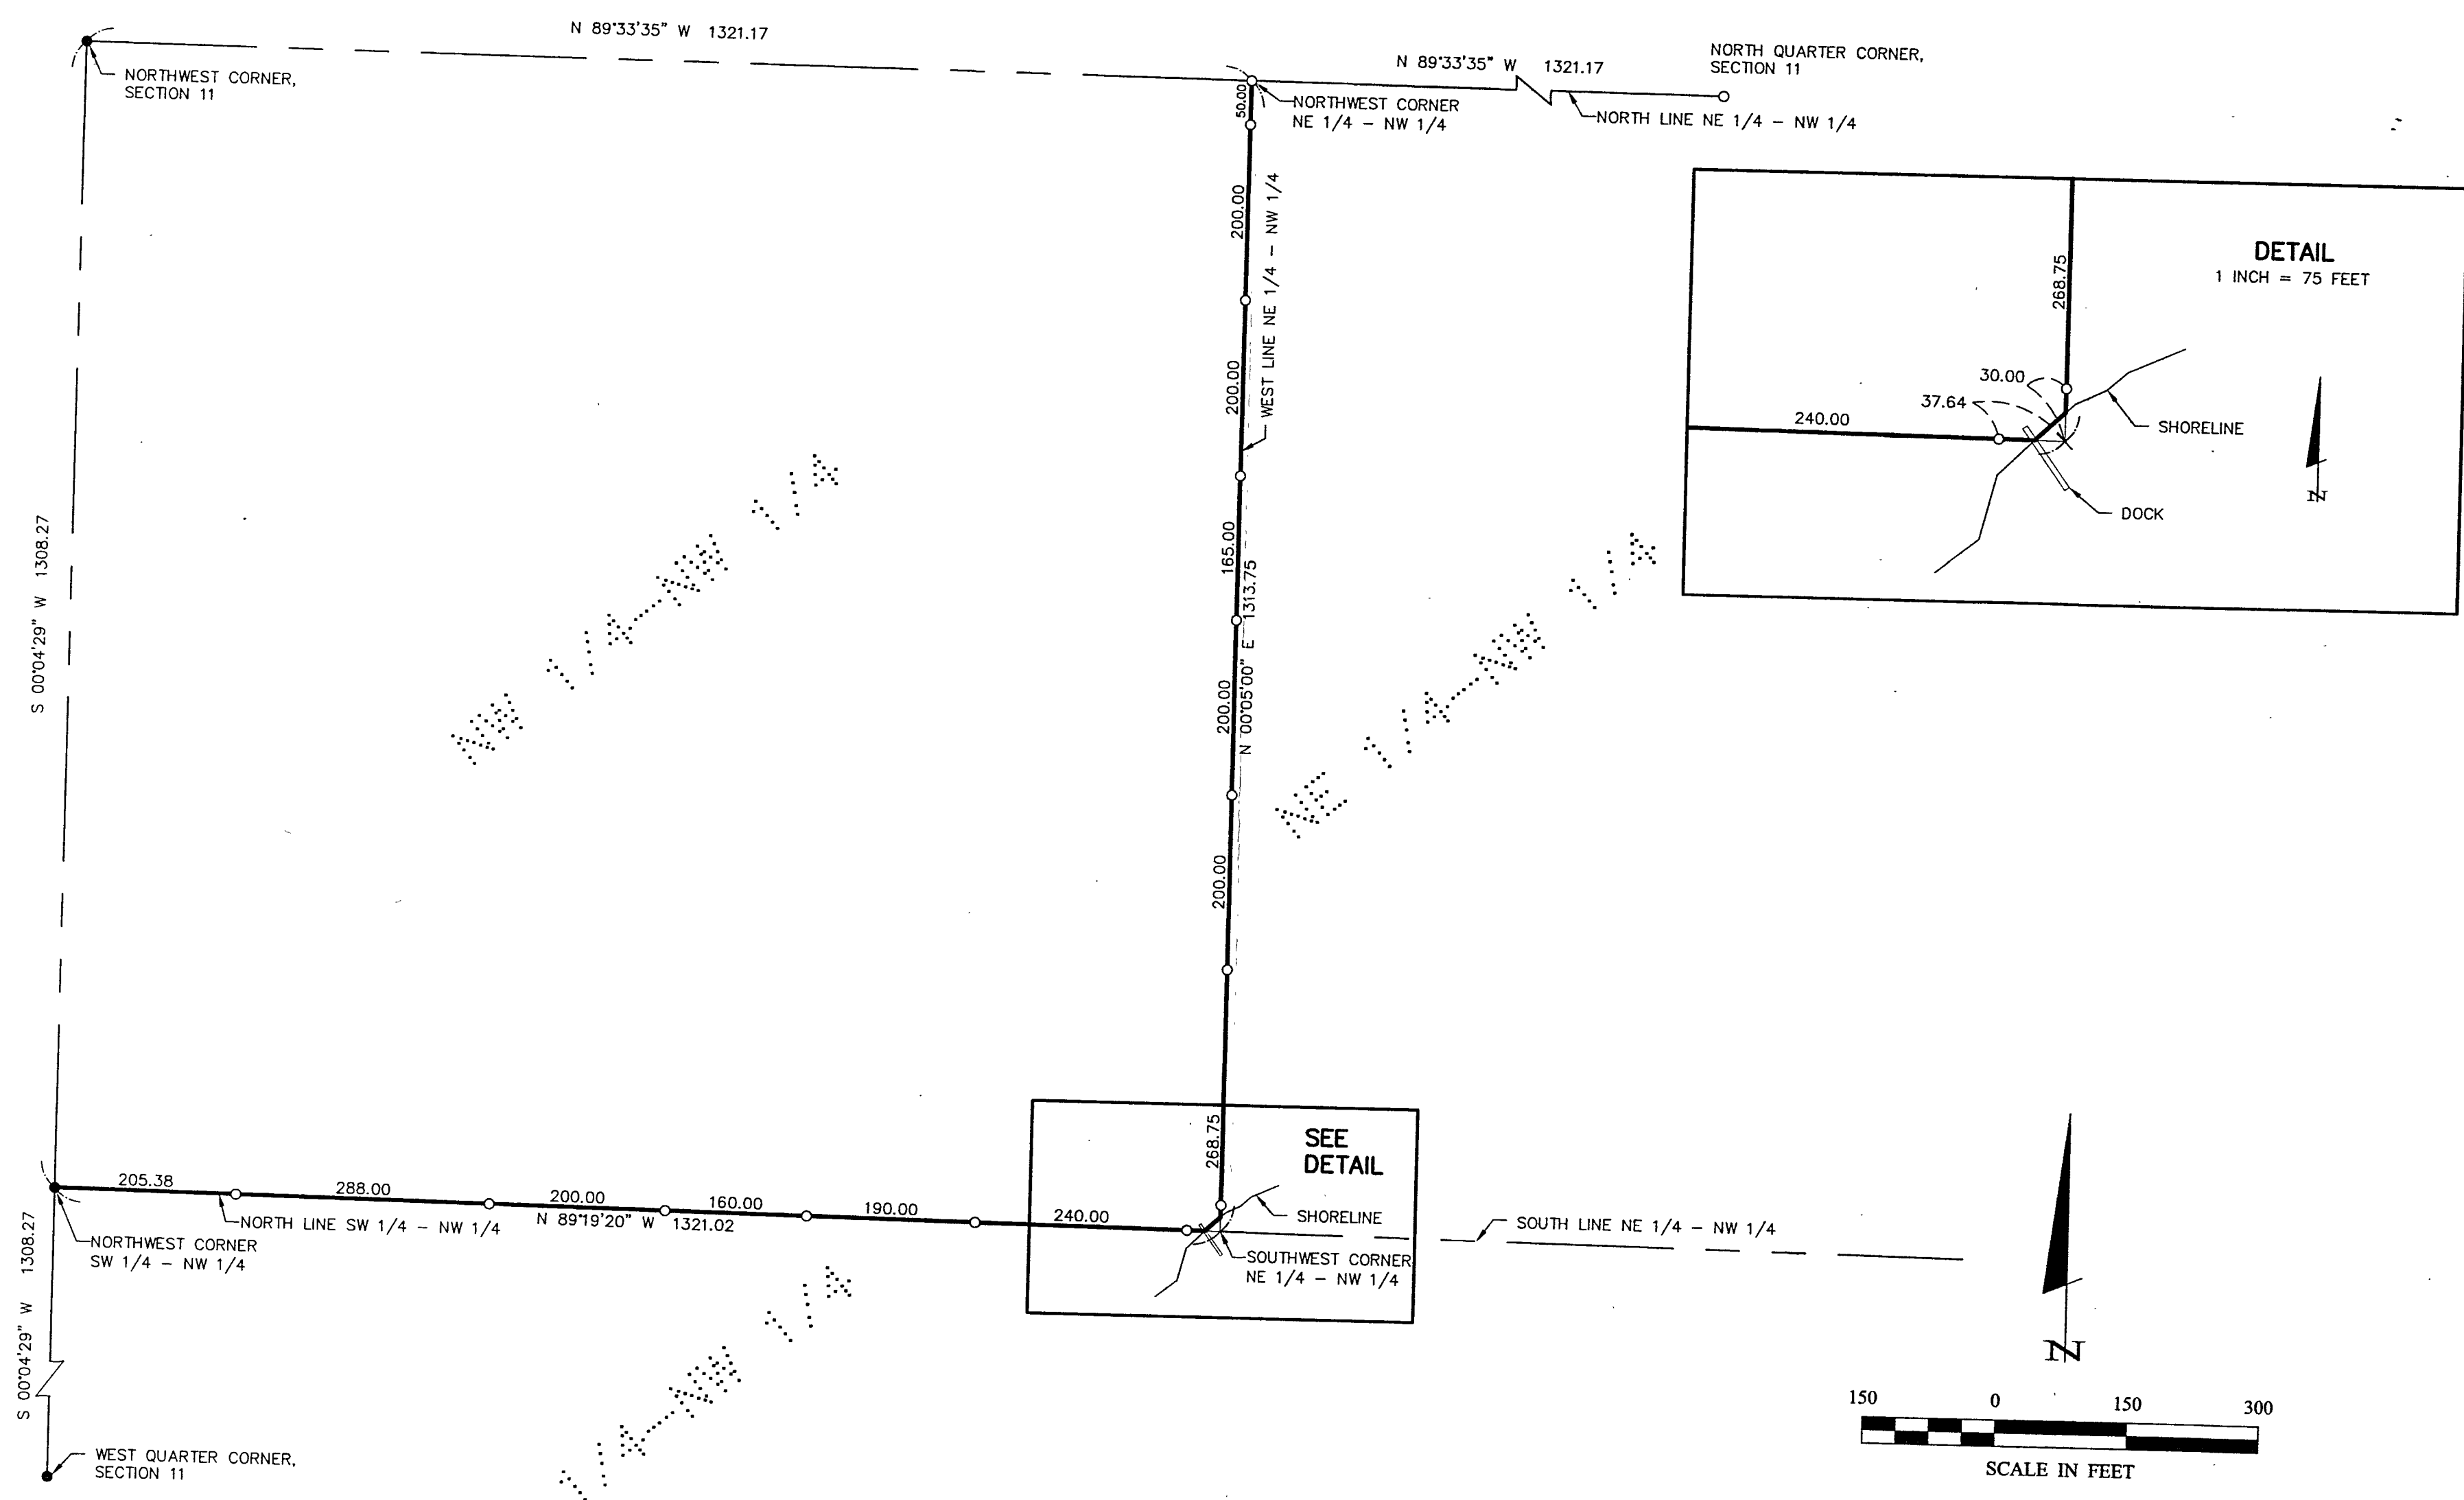 N 89°33'35" W 1321.17
N 89°33'35" W 1321.17
NORTH QUARTER CORNER,
SECTION 11
NORTHWEST CORNER,
SECTION 11
NORTHWEST CORNER
NE 1/4 – NW 1/4
NORTH LINE NE 1/4 – NW 1/4
50.00
200.00
WEST LINE NE 1/4 – NW 1/4
200.00
165.00
N 00°05'00" E 1313.75
200.00
200.00
268.75
DETAIL
1 INCH = 75 FEET
268.75
30.00
37.64
240.00
SHORELINE
DOCK
N
S 00°04'29" W 1308.27
NW 1/4–NW 1/4
NE 1/4–NW 1/4
SEE
DETAIL
205.38
288.00
200.00
160.00
190.00
240.00
SHORELINE
NORTH LINE SW 1/4 – NW 1/4
N 89°19'20" W 1321.02
SOUTH LINE NE 1/4 – NW 1/4
NORTHWEST CORNER
SW 1/4 – NW 1/4
SOUTHWEST CORNER
NE 1/4 – NW 1/4
S 00°04'29" W 1308.27
1/4–NW 1/4
N
WEST QUARTER CORNER,
SECTION 11
150 0 150 300
SCALE IN FEET